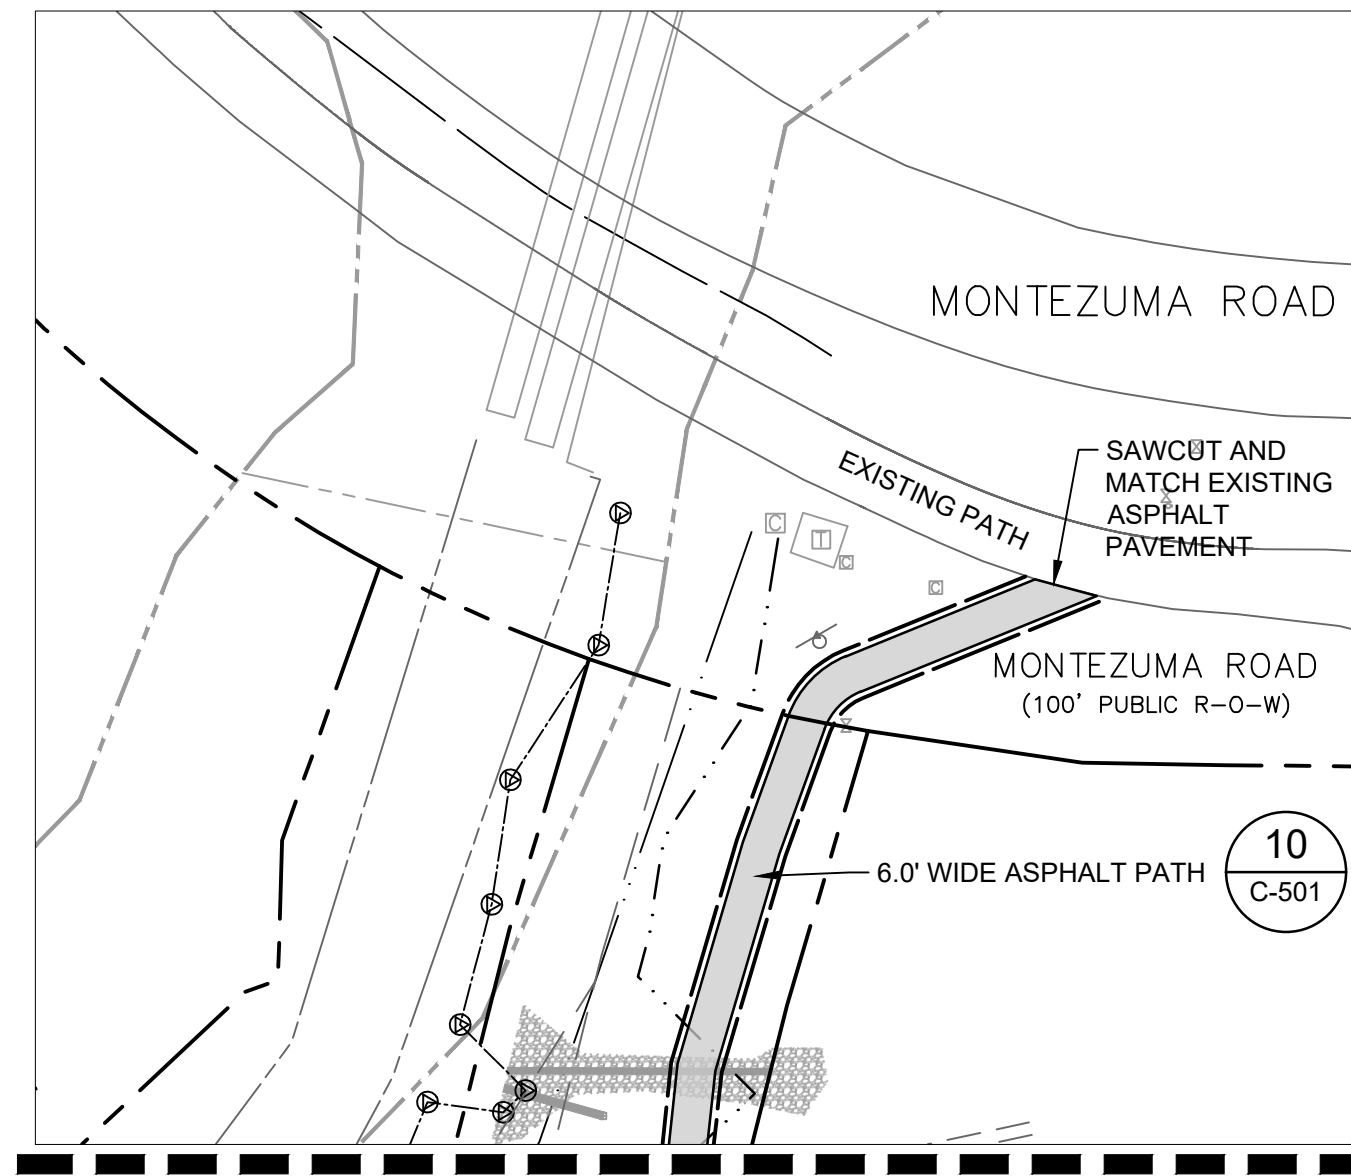 MONTEZUMA ROAD
SAWCUT AND
MATCH EXISTING
ASPHALT
PAVEMENT
EXISTING PATH
C
T
C
C
MONTEZUMA ROAD
(100' PUBLIC R-O-W)
10
C-501
6.0' WIDE ASPHALT PATH